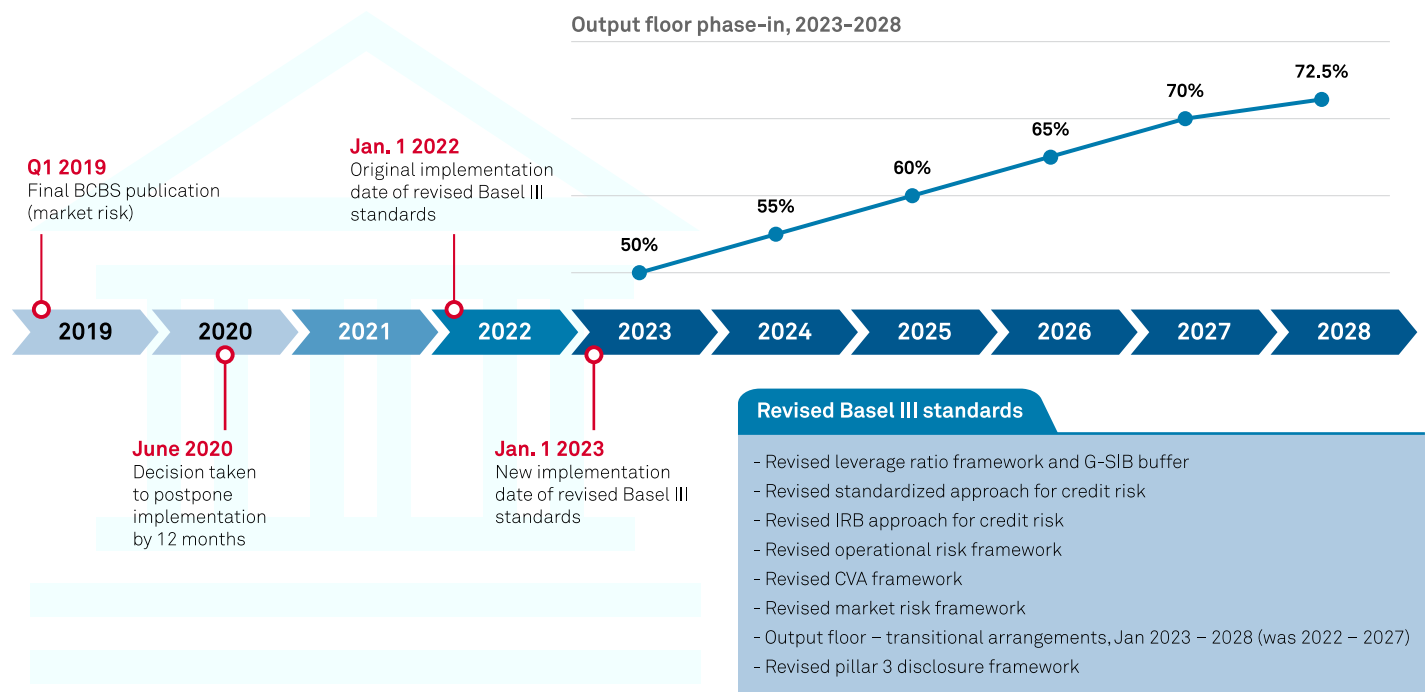 Output floor phase-in, 2023-2028
50%
55%
60%
65%
70%
72.5%
Q1 2019
Final BCBS publication
(market risk)
Jan. 1 2022
Original implementation
date of revised Basel III
standards
2019
2020
2021
2022
2023
2024
2025
2026
2027
2028
June 2020
Decision taken
to postpone
implementation
by 12 months
Jan. 1 2023
New implementation
date of revised Basel III
standards
Revised Basel III standards
- Revised leverage ratio framework and G-SIB buffer
- Revised standardized approach for credit risk
- Revised IRB approach for credit risk
- Revised operational risk framework
- Revised CVA framework
- Revised market risk framework
- Output floor – transitional arrangements, Jan 2023 – 2028 (was 2022 – 2027)
- Revised pillar 3 disclosure framework